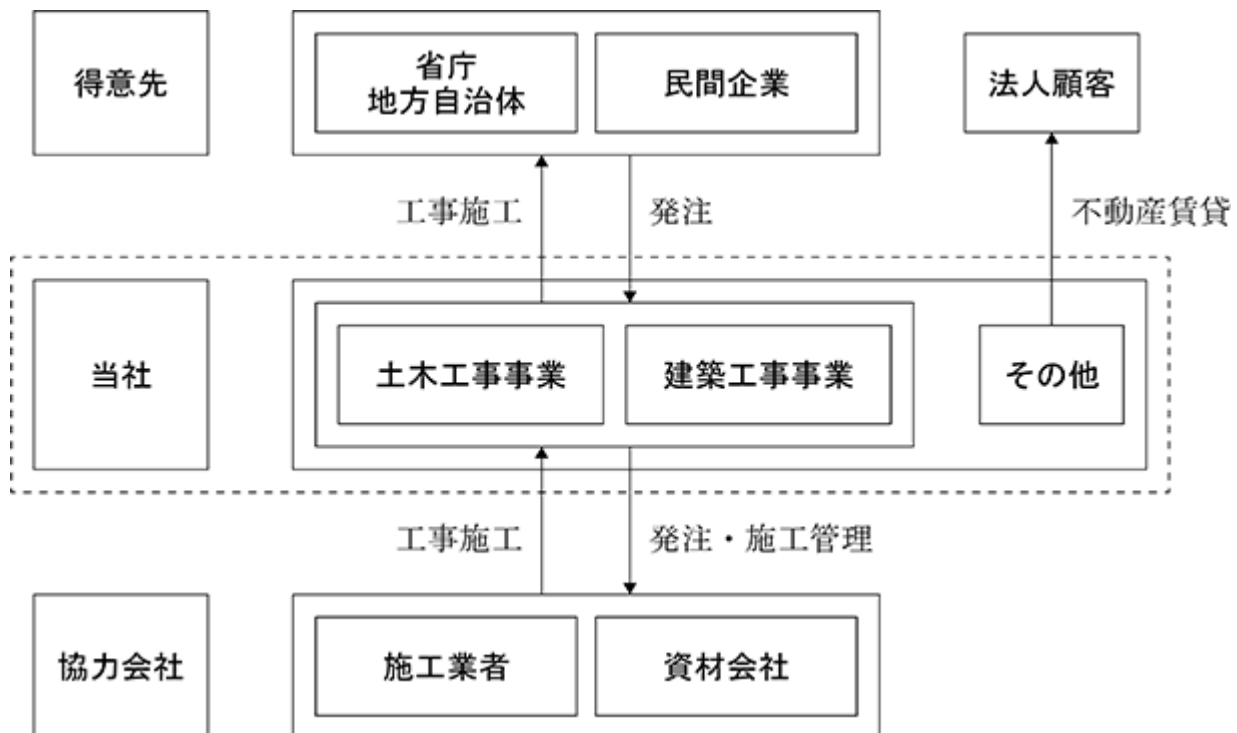 得意先
省庁
地方自治体
民間企業
法人顧客
工事施工
発注
不動産賃貸
当社
土木工事事業
建築工事事業
その他
工事施工
発注・施工管理
協力会社
施工業者
資材会社